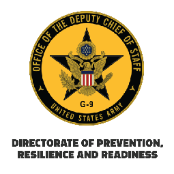 OFFICE OF THE DEPUTY CHIEF OF STAFF
G-9
UNITED STATES ARMY
DIRECTORATE OF PREVENTION,
RESILIENCE AND READINESS